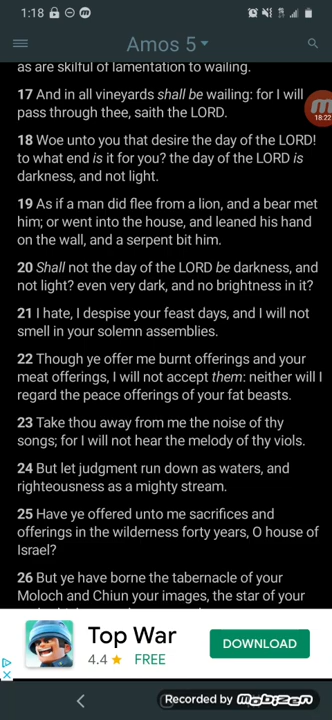 1:18
Amos 5
as are skilful of lamentation to wailing.
17 And in all vineyards shall be wailing: for I will
pass through thee, saith the LORD.
18:22
18 Woe unto you that desire the day of the LORD!
to what end is it for you? the day of the LORD is
darkness, and not light.
19 As if a man did flee from a lion, and a bear met
him; or went into the house, and leaned his hand
on the wall, and a serpent bit him.
20 Shall not the day of the LORD be darkness, and
not light? even very dark, and no brightness in it?
21 I hate, I despise your feast days, and I will not
smell in your solemn assemblies.
22 Though ye offer me burnt offerings and your
meat offerings, I will not accept them: neither will I
regard the peace offerings of your fat beasts.
23 Take thou away from me the noise of thy
songs; for I will not hear the melody of thy viols.
24 But let judgment run down as waters, and
righteousness as a mighty stream.
25 Have ye offered unto me sacrifices and
offerings in the wilderness forty years, O house of
Israel?
26 But ye have borne the tabernacle of your
Moloch and Chiun your images, the star of your
Top War
4.4 ★ FREE
DOWNLOAD
Recorded by Mobizen